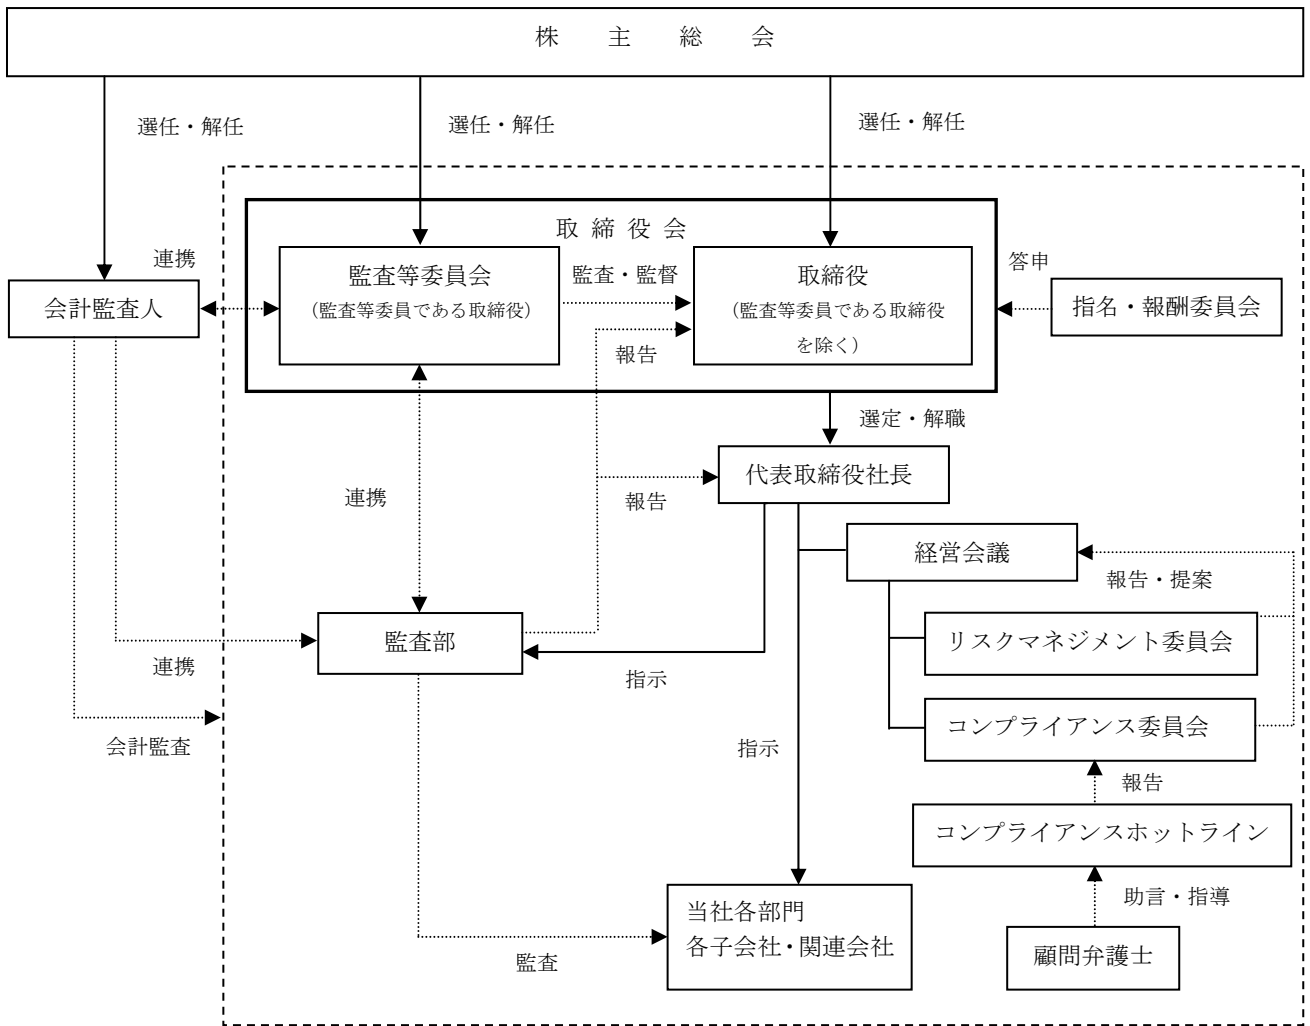 株主総会
選任・解任
選任・解任
選任・解任
取締役会
連携
監査等委員会
（監査等委員である取締役）
監査・監督
取締役
（監査等委員である取締役
を除く）
答申
会計監査人
指名・報酬委員会
報告
選定・解職
代表取締役社長
連携
報告
経営会議
報告・提案
監査部
リスクマネジメント委員会
連携
指示
コンプライアンス委員会
会計監査
指示
報告
コンプライアンスホットライン
助言・指導
当社各部門
各子会社・関連会社
監査
顧問弁護士